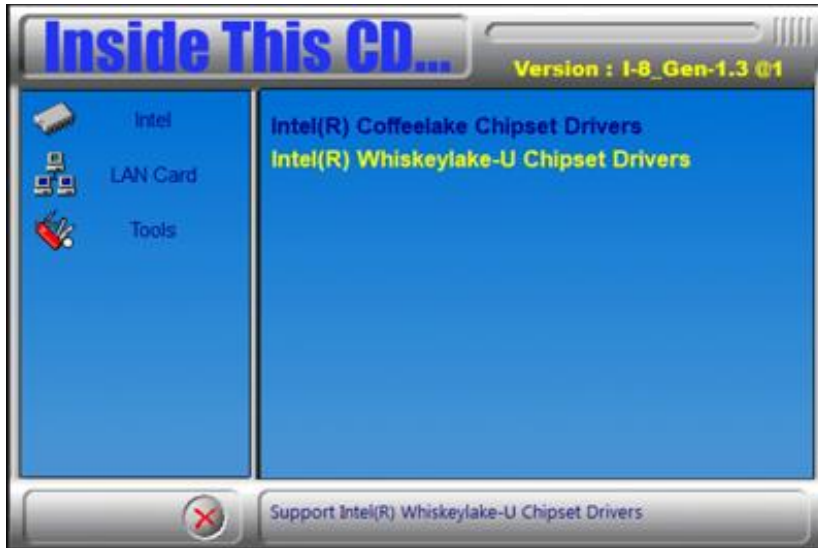 Inside This CD...
Version : I-8_Gen-1.3 @1
Intel
LAN Card
Tools
Intel(R) Coffeelake Chipset Drivers
Intel(R) Whiskeylake-U Chipset Drivers
Support Intel(R) Whiskeylake-U Chipset Drivers